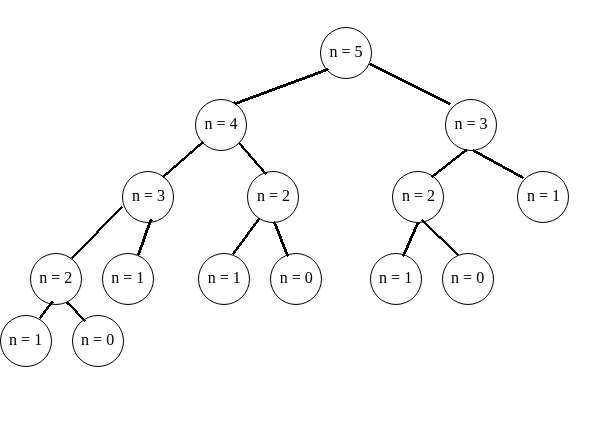 n = 5
n = 4
n = 3
n = 3
n = 2
n = 2
n = 1
n = 2
n = 1
n = 1
n = 0
n = 1
n = 0
n = 1
n = 0